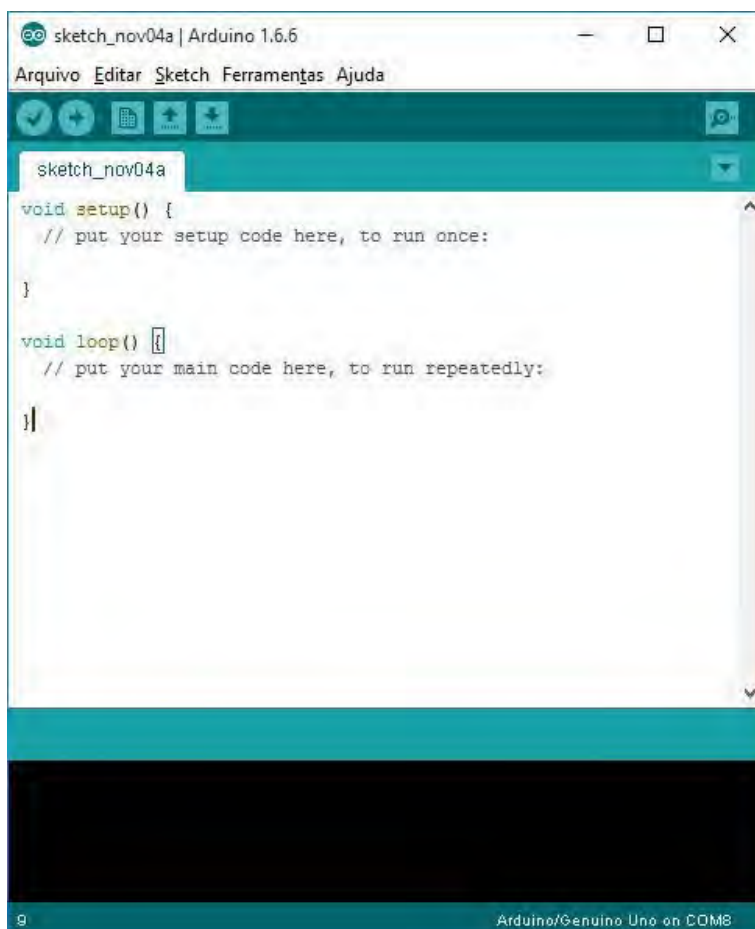 sketch_nov04a | Arduino 1.6.6
Arquivo Editar Sketch Ferramentas Ajuda
sketch_nov04a
void setup() {
  // put your setup code here, to run once:
}
void loop() {
  // put your main code here, to run repeatedly:
}
9 Arduino/Genuino Uno on COM8